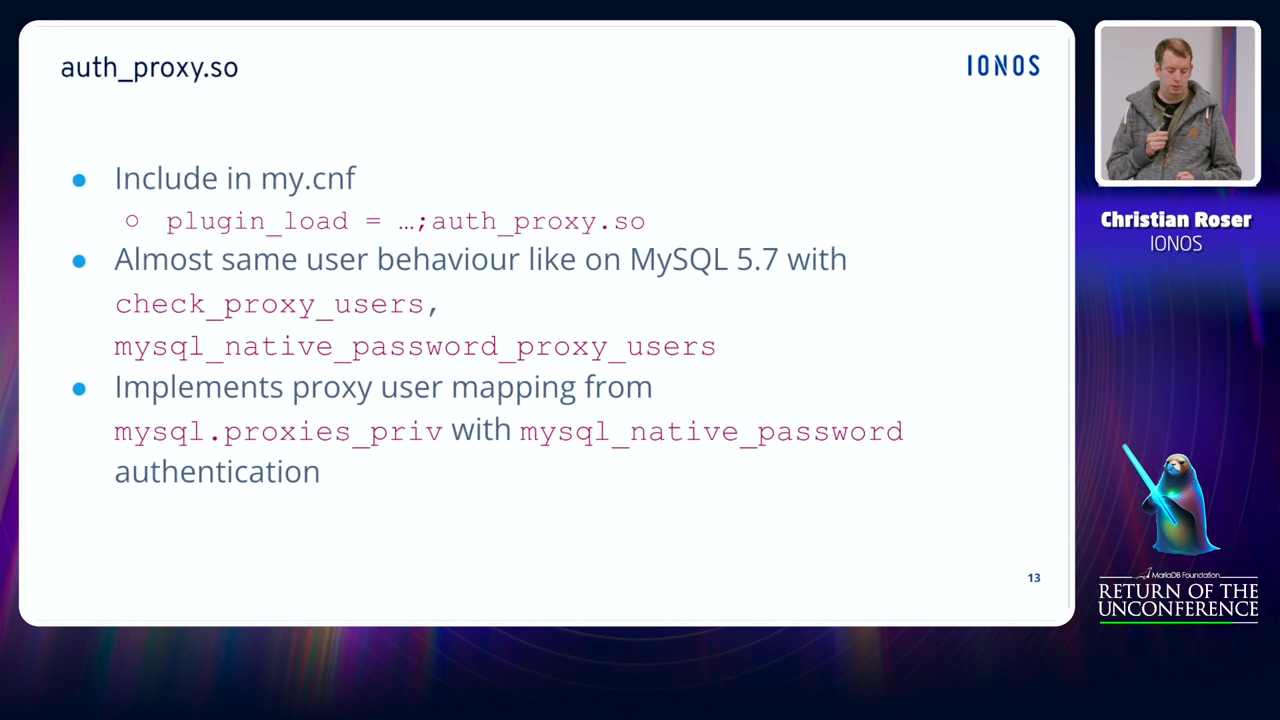 auth_proxy.so
IONOS
● Include in my.cnf
○ plugin_load = …;auth_proxy.so
● Almost same user behaviour like on MySQL 5.7 with
check_proxy_users,
mysql_native_password_proxy_users
● Implements proxy user mapping from
mysql.proxies_priv with mysql_native_password
authentication
13
Christian Roser
IONOS
MariaDB Foundation
RETURN OF THE
UNCONFERENCE